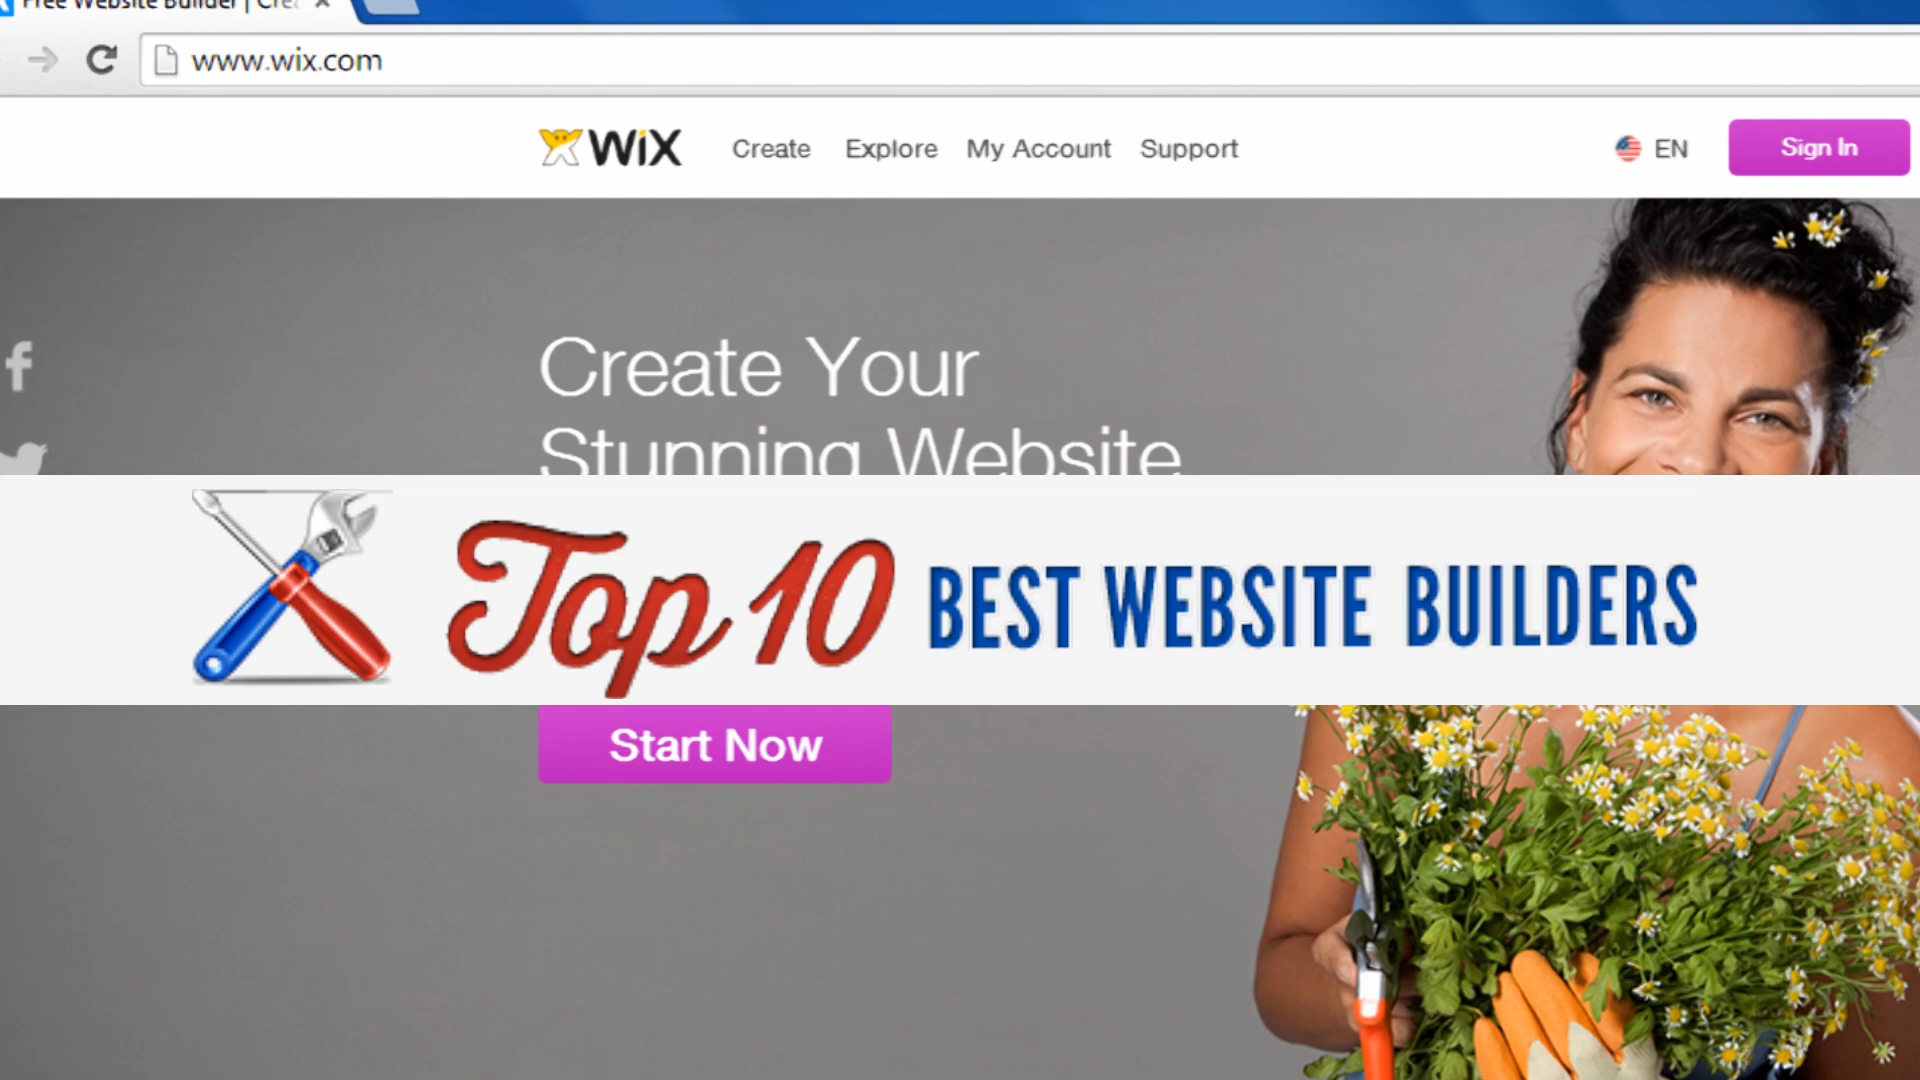 Free Website Builder | Crea
www.wix.com
WiX Create Explore My Account Support EN Sign In
Create Your
Stunning Website
Top 10 BEST WEBSITE BUILDERS
Start Now